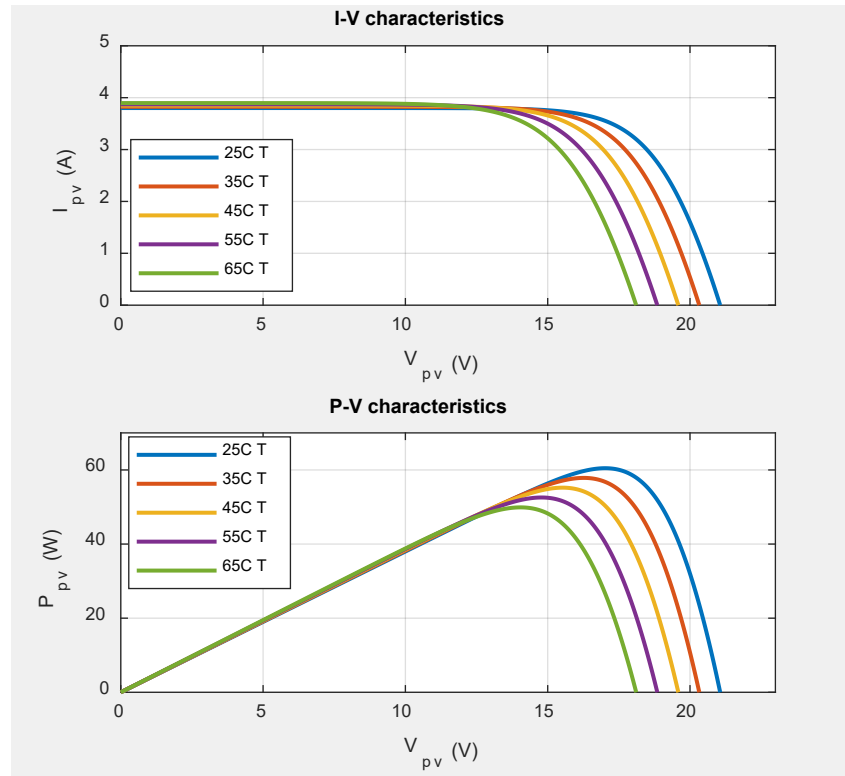 I-V characteristics
5
4
3
2
1
0
I pv (A)
25C T
35C T
45C T
55C T
65C T
0 5 10 15 20
V pv (V)
P-V characteristics
60
40
20
0
P pv (W)
25C T
35C T
45C T
55C T
65C T
0 5 10 15 20
V pv (V)